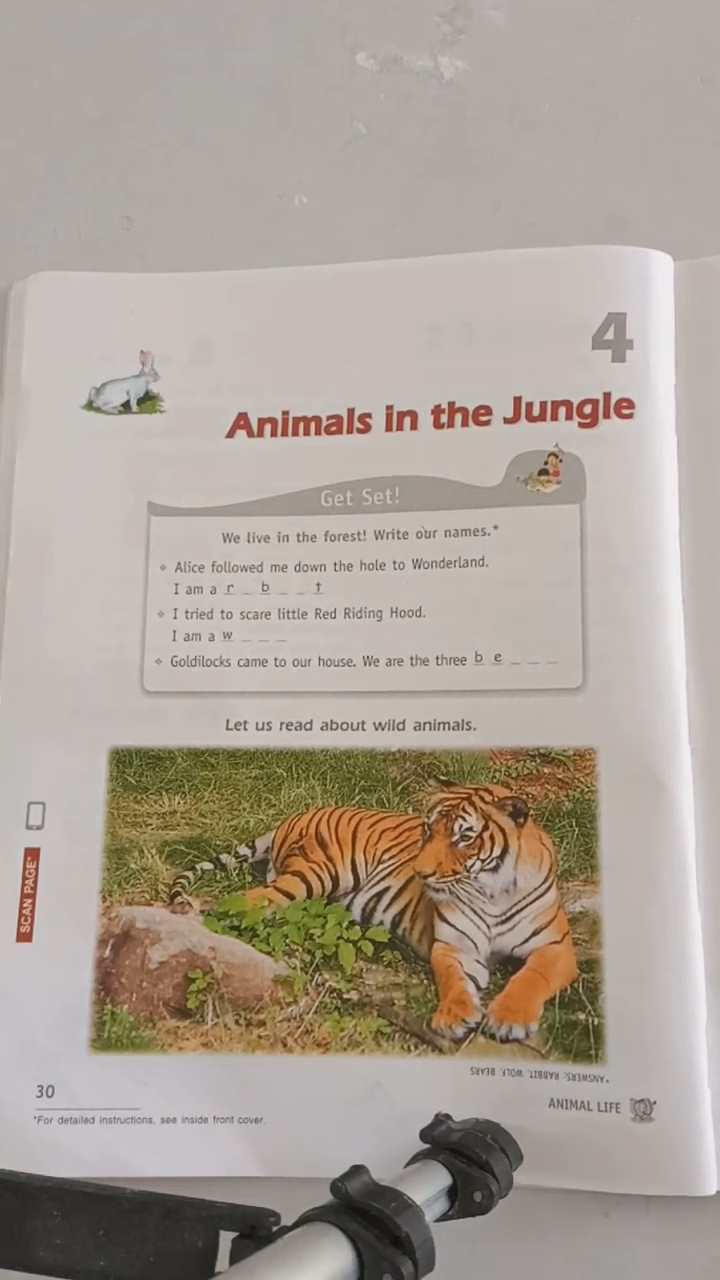 4
Animals in the Jungle
Get Set!
We live in the forest! Write our names.*
❖ Alice followed me down the hole to Wonderland.
I am a r _ b _ _ t
❖ I tried to scare little Red Riding Hood.
I am a w _ _ _
❖ Goldilocks came to our house. We are the three b e _ _ _
Let us read about wild animals.
SCAN PAGE*
*ANSWERS: RABBIT, WOLF, BEARS
30
ANIMAL LIFE
*For detailed instructions, see inside front cover.